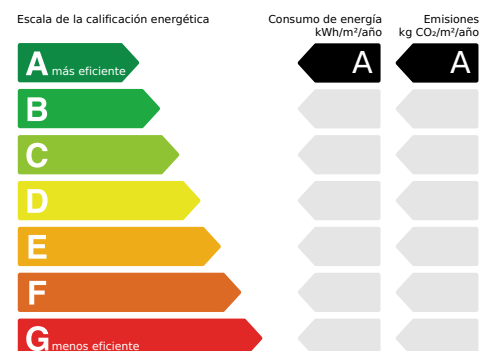 Escala de la calificación energética
Consumo de energía
kWh/m²/año
Emisiones
kg CO₂/m²/año
A más eficiente
A
A
B
C
D
E
F
G menos eficiente